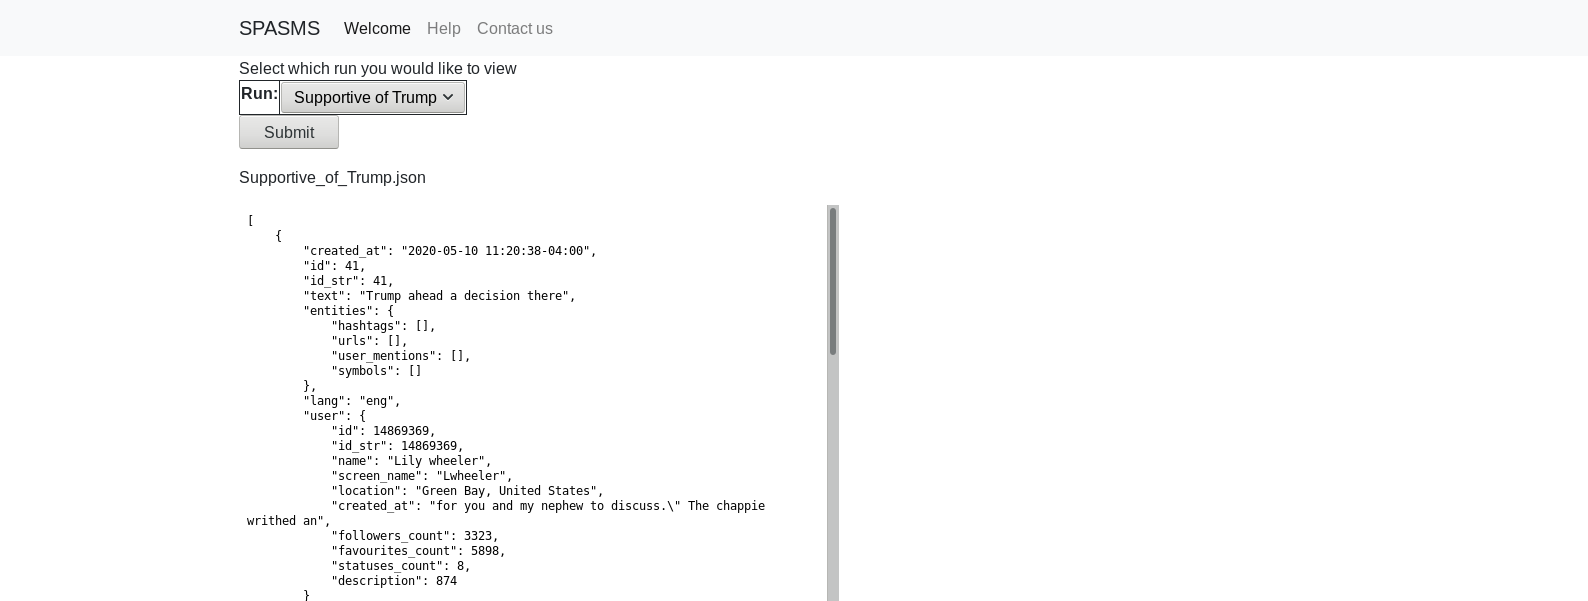 SPASMS Welcome Help Contact us
Select which run you would like to view
Run: Supportive of Trump
Submit
Supportive_of_Trump.json
[
    {
        "created_at": "2020-05-10 11:20:38-04:00",
        "id": 41,
        "id_str": 41,
        "text": "Trump ahead a decision there",
        "entities": {
            "hashtags": [],
            "urls": [],
            "user_mentions": [],
            "symbols": []
        },
        "lang": "eng",
        "user": {
            "id": 14869369,
            "id_str": 14869369,
            "name": "Lily wheeler",
            "screen_name": "Lwheeler",
            "location": "Green Bay, United States",
            "created_at": "for you and my nephew to discuss.\" The chappie
writhed an",
            "followers_count": 3323,
            "favourites_count": 5898,
            "statuses_count": 8,
            "description": 874
        }